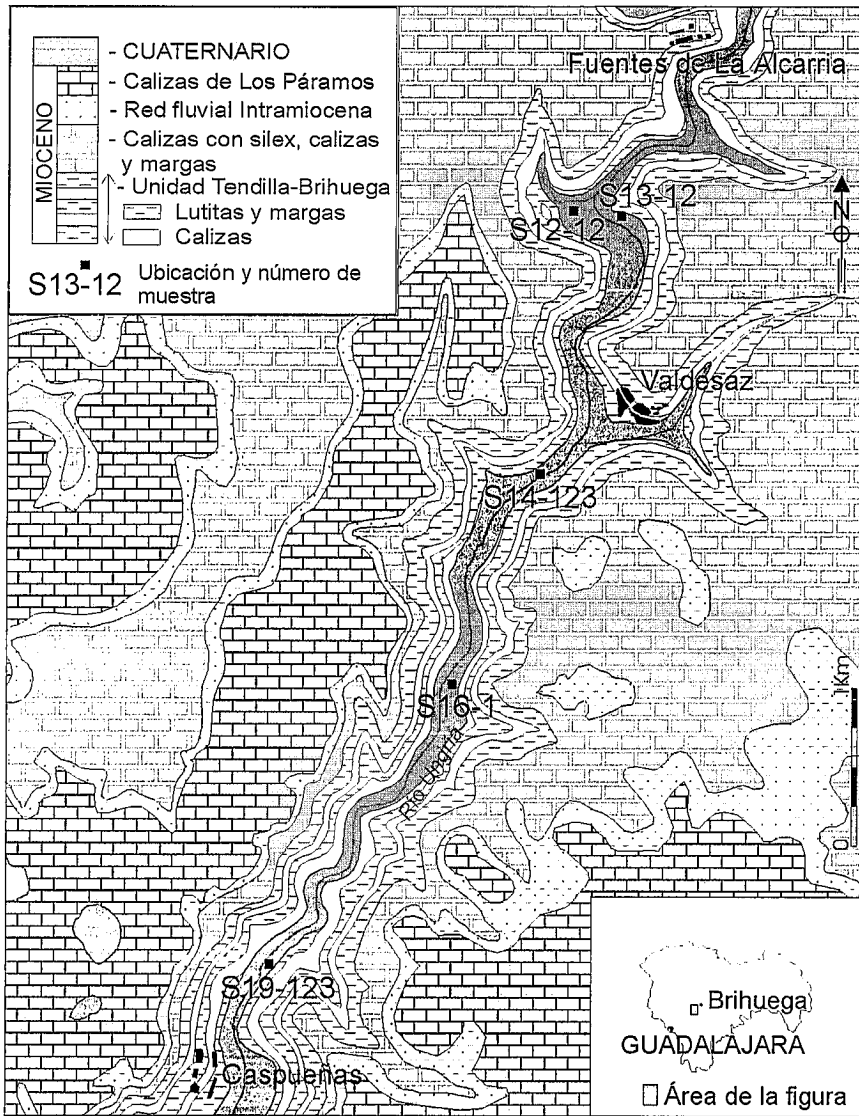 - CUATERNARIO
- Calizas de Los Páramos
- Red fluvial Intramiocena
- Calizas con silex, calizas
y margas
- Unidad Tendilla-Brihuega
Lutitas y margas
Calizas
MIOCENO
S13-12 Ubicación y número de
muestra
Fuentes de La Alcarria
S13-12
S12-12
N
Valdesaz
S14-123
S16-1
Río Ungría
1Km
0
S19-123
Caspueñas
Brihuega
GUADALAJARA
Área de la figura